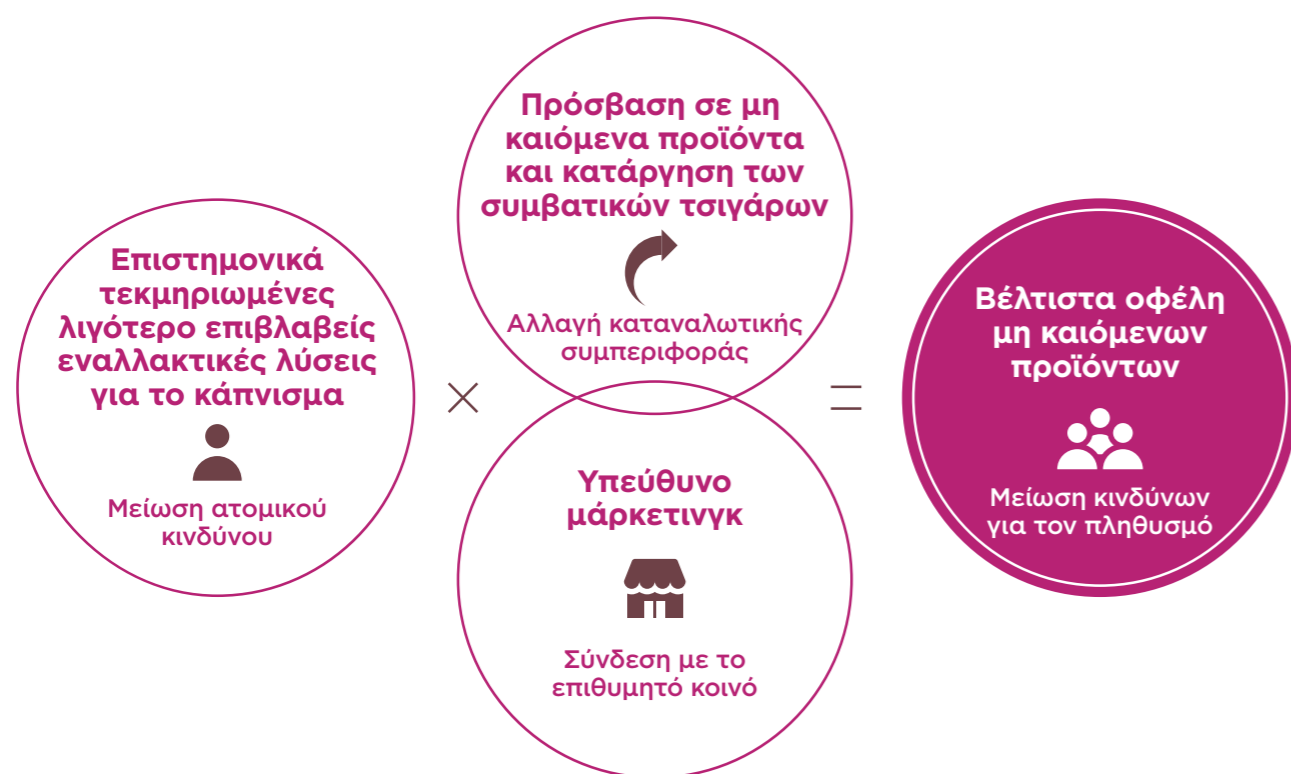 Επιστημονικά
τεκμηριωμένες
λιγότερο επιβλαβείς
εναλλακτικές λύσεις
για το κάπνισμα
Μείωση ατομικού
κινδύνου
×
Πρόσβαση σε μη
καιόμενα προϊόντα
και κατάργηση των
συμβατικών τσιγάρων
Αλλαγή καταναλωτικής
συμπεριφοράς
Υπεύθυνο
μάρκετινγκ
Σύνδεση με το
επιθυμητό κοινό
=
Βέλτιστα οφέλη
μη καιόμενων
προϊόντων
Μείωση κινδύνων
για τον πληθυσμό